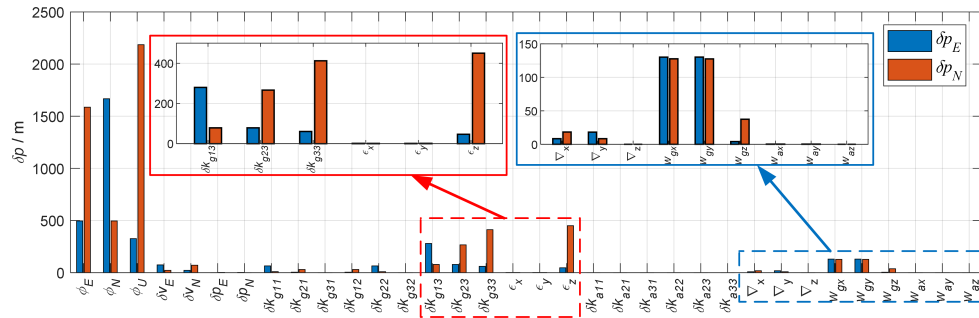 δp / m
2500
2000
1500
1000
500
0
400
200
0
δk_g13
δk_g23
δk_g33
ϵ_x
ϵ_y
ϵ_z
150
100
50
0
∇_x
∇_y
∇_z
w_gx
w_gy
w_gz
w_ax
w_ay
w_az
δp_E
δp_N
ϕ_E
ϕ_N
ϕ_U
δv_E
δv_N
δp_E
δp_N
δk_g11
δk_g21
δk_g31
δk_g12
δk_g22
δk_g32
δk_g13
δk_g23
δk_g33
ϵ_x
ϵ_y
ϵ_z
δk_a11
δk_a21
δk_a31
δk_a22
δk_a23
δk_a33
∇_x
∇_y
∇_z
w_gx
w_gy
w_gz
w_ax
w_ay
w_az